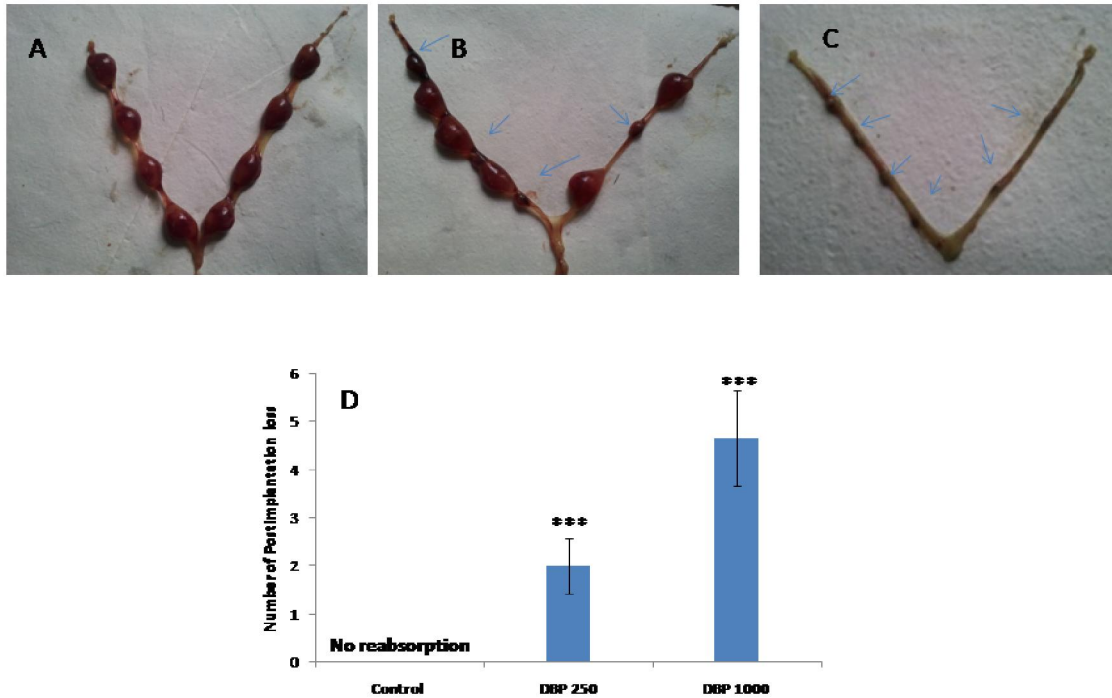 A
B
C
D
Number of Postimplantation loss
6
5
4
3
2
1
0
***
***
No reabsorption
Control
DBP 250
DBP 1000